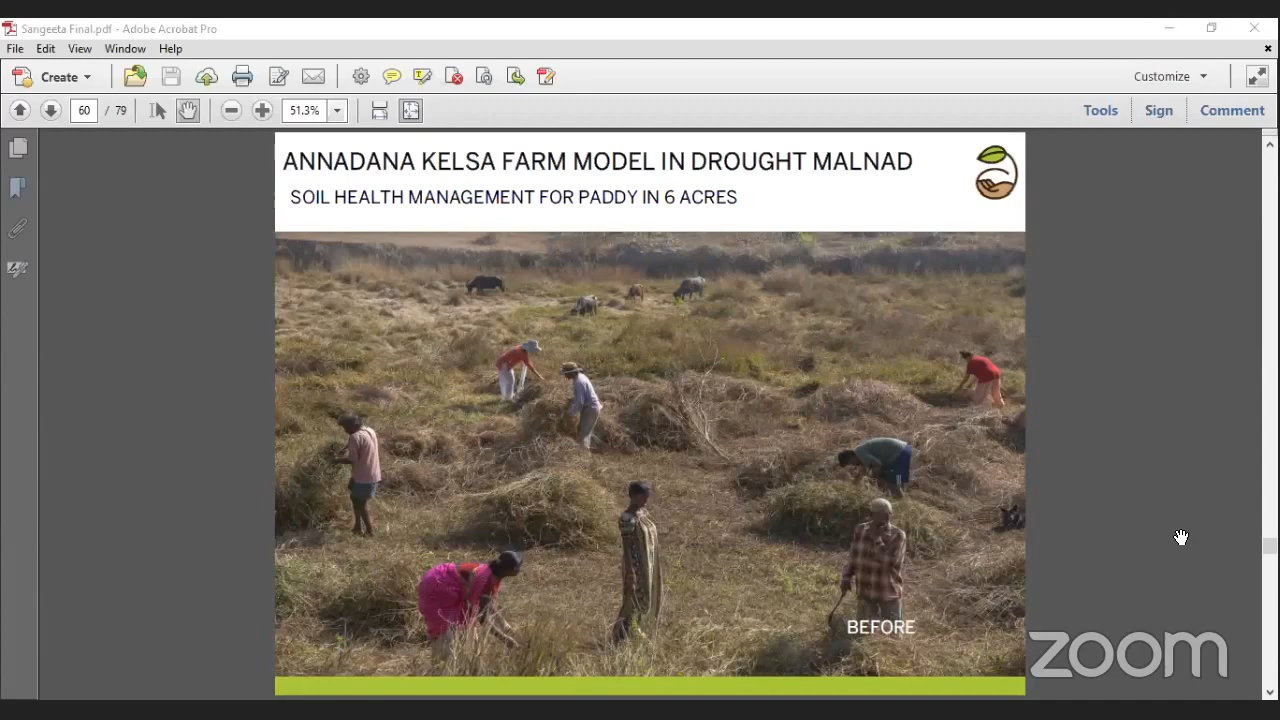 Sangeeta Final.pdf - Adobe Acrobat Pro
File Edit View Window Help
Create
Customize
60 / 79
51.3%
Tools Sign Comment
ANNADANA KELSA FARM MODEL IN DROUGHT MALNAD
SOIL HEALTH MANAGEMENT FOR PADDY IN 6 ACRES
BEFORE
zoom